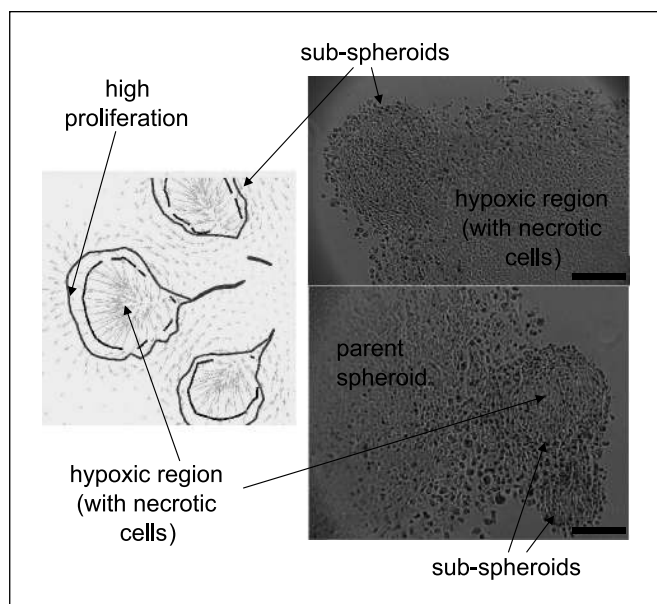 sub-spheroids
high
proliferation
hypoxic region
(with necrotic
cells)
parent
spheroid
hypoxic region
(with necrotic
cells)
sub-spheroids